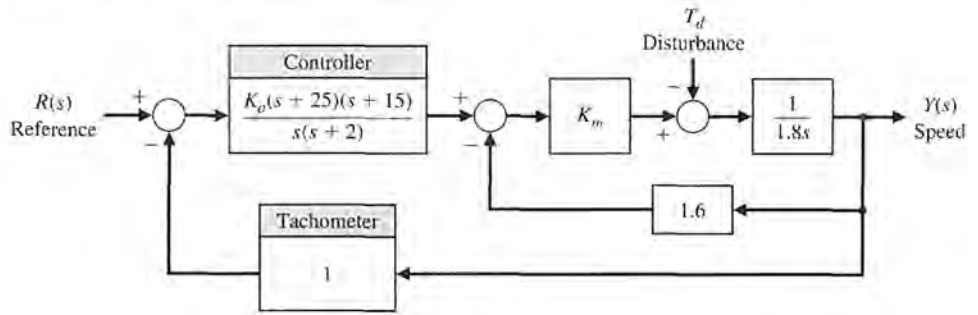 T_d
Disturbance
Controller
R(s)
Reference
+
−
K_a(s + 25)(s + 15)
s(s + 2)
+
−
K_m
−
+
1
1.8s
Y(s)
Speed
1.6
Tachometer
1